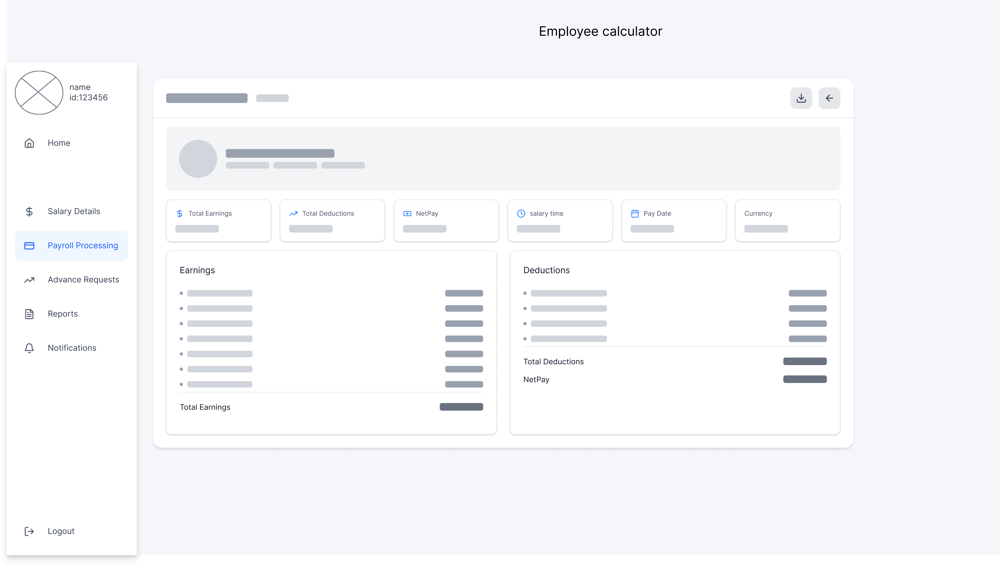 Employee calculator
name
id:123456
Home
Salary Details
Payroll Processing
Advance Requests
Reports
Notifications
Logout
Total Earnings
Total Deductions
NetPay
salary time
Pay Date
Currency
Earnings
Total Earnings
Deductions
Total Deductions
NetPay